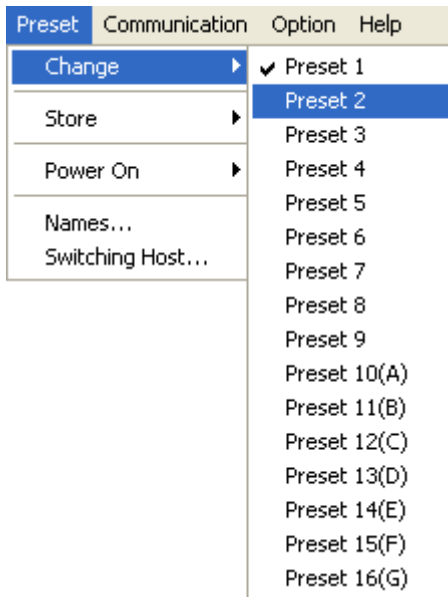 Preset Communication Option Help
Change
Store
Power On
Names...
Switching Host...
Preset 1
Preset 2
Preset 3
Preset 4
Preset 5
Preset 6
Preset 7
Preset 8
Preset 9
Preset 10(A)
Preset 11(B)
Preset 12(C)
Preset 13(D)
Preset 14(E)
Preset 15(F)
Preset 16(G)